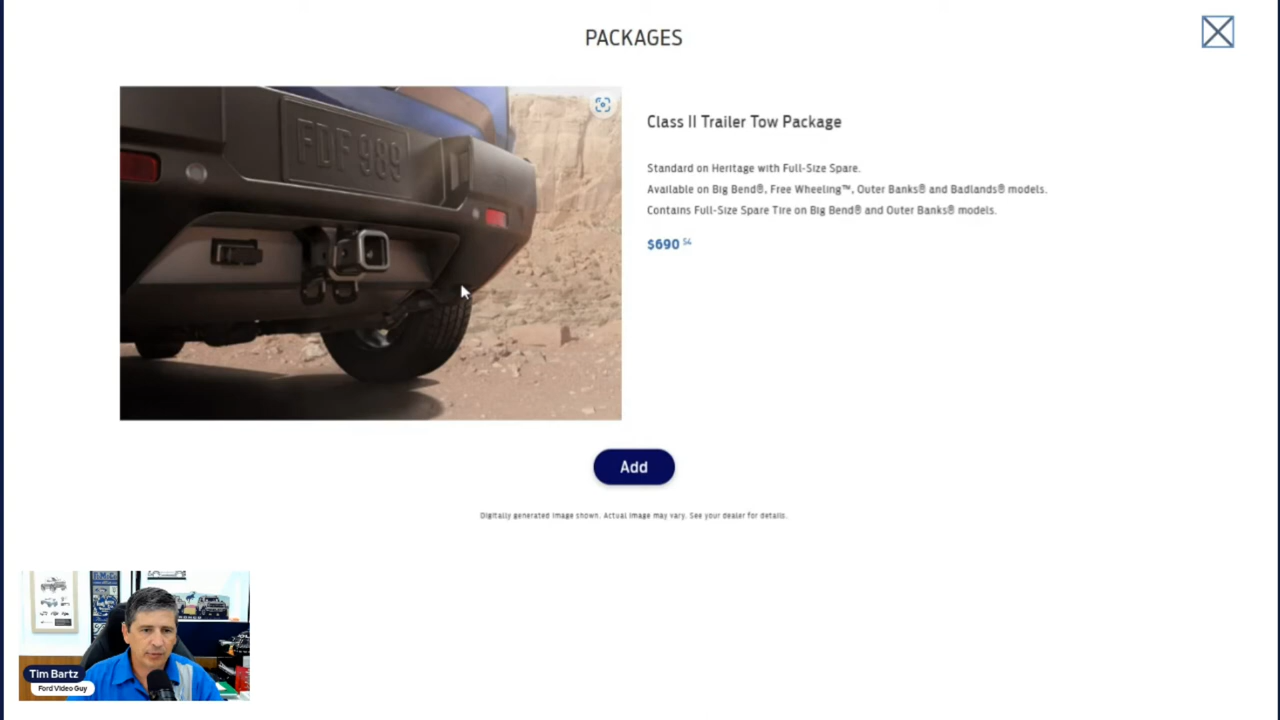 PACKAGES
FDF 989
Class II Trailer Tow Package
Standard on Heritage with Full-Size Spare.
Available on Big Bend®, Free Wheeling™, Outer Banks® and Badlands® models.
Contains Full-Size Spare Tire on Big Bend® and Outer Banks® models.
$690 54
Add
Digitally generated image shown. Actual image may vary. See your dealer for details.
Tim Bartz
Ford Video Guy